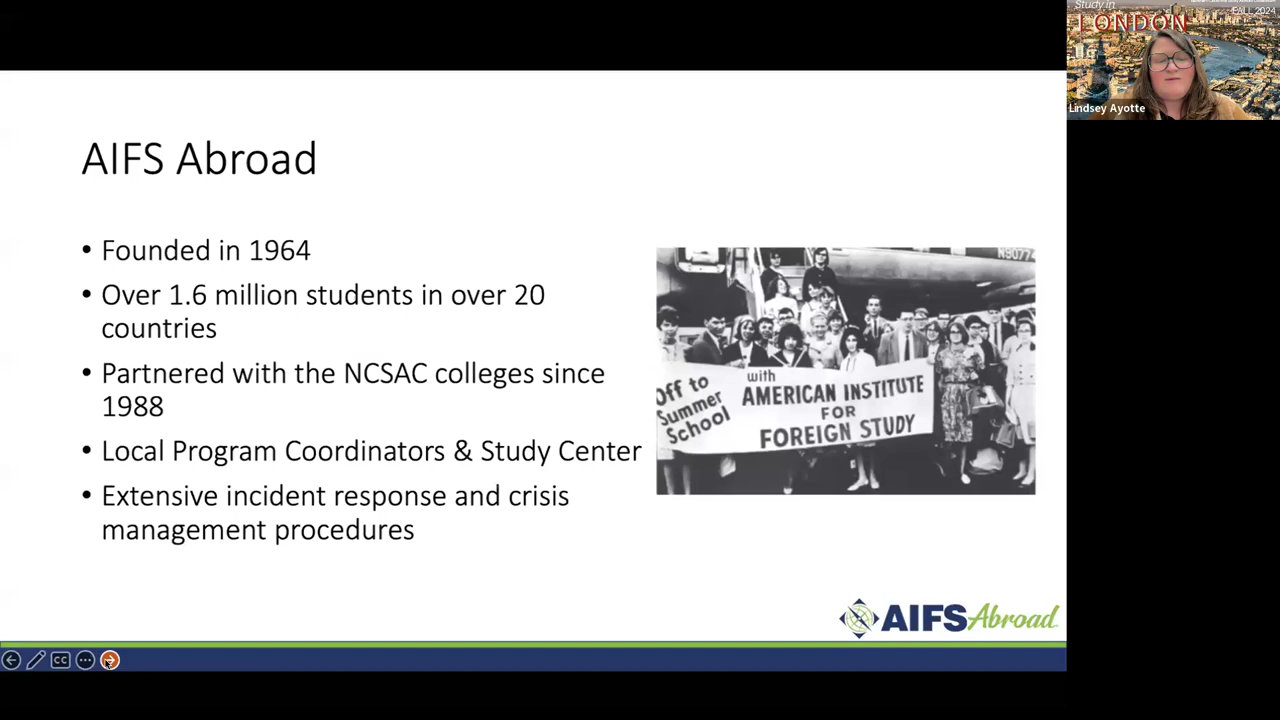 Study in
FALL 2024
LONDON
Lindsey Ayotte
AIFS Abroad
• Founded in 1964
• Over 1.6 million students in over 20
countries
• Partnered with the NCSAC colleges since
1988
• Local Program Coordinators & Study Center
• Extensive incident response and crisis
management procedures
N9077
Off to
Summer
School
with
AMERICAN INSTITUTE
FOR
FOREIGN STUDY
AIFS Abroad
CC